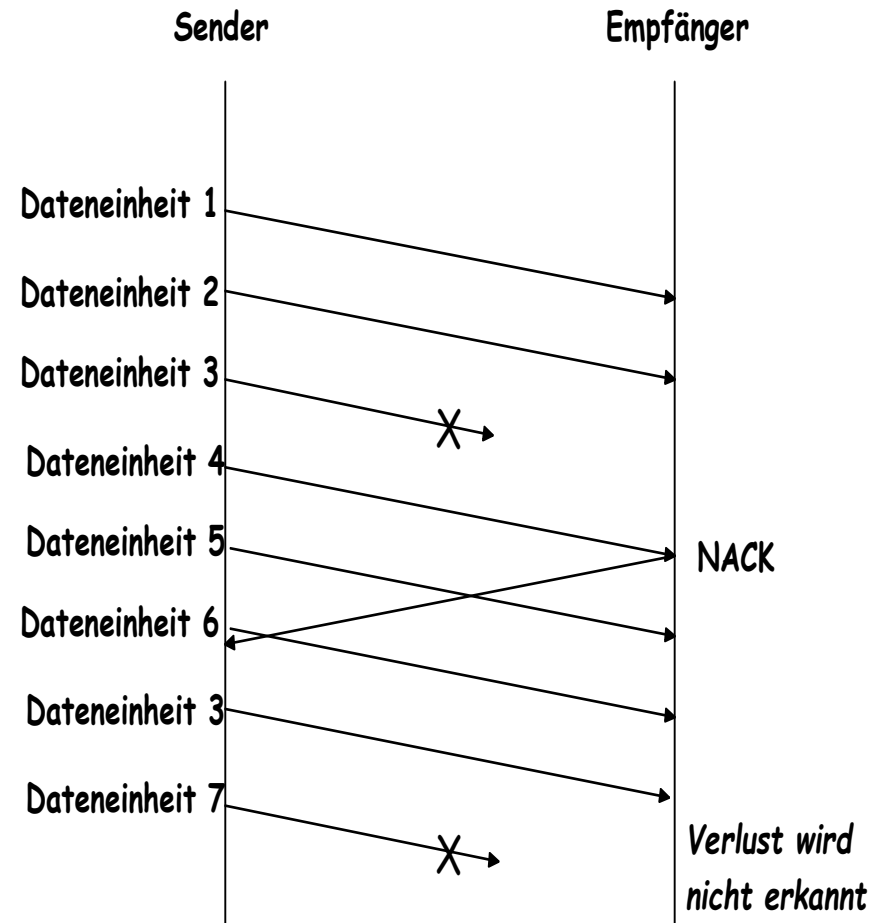 Sender
Empfänger
Dateneinheit 1
Dateneinheit 2
Dateneinheit 3
Dateneinheit 4
Dateneinheit 5
NACK
Dateneinheit 6
Dateneinheit 3
Dateneinheit 7
Verlust wird
nicht erkannt